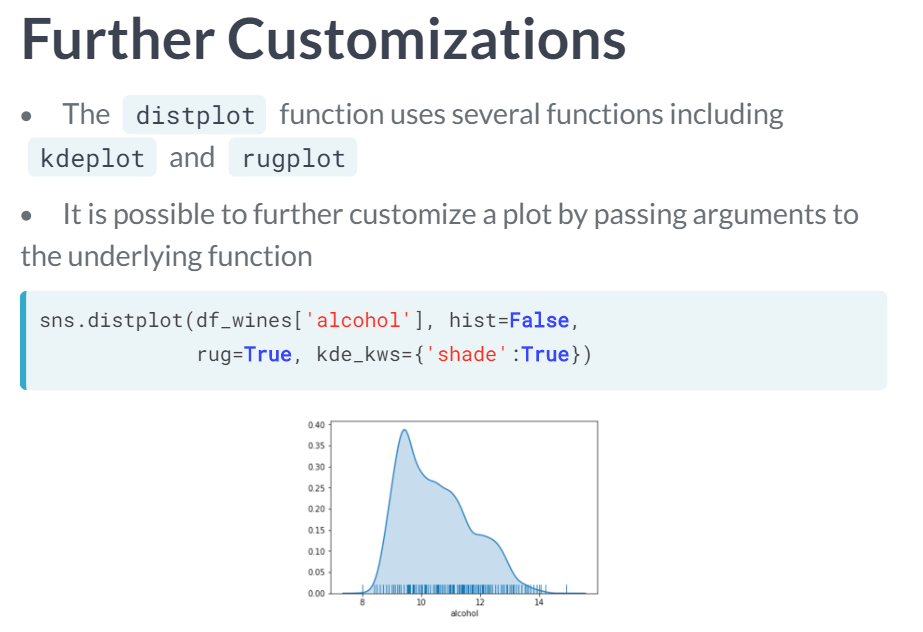 Further Customizations
• The distplot function uses several functions including
kdeplot and rugplot
• It is possible to further customize a plot by passing arguments to
the underlying function
sns.distplot(df_wines['alcohol'], hist=False,
rug=True, kde_kws={'shade':True})
0.40
0.35
0.30
0.25
0.20
0.15
0.10
0.05
0.00
8 10 12 14
alcohol